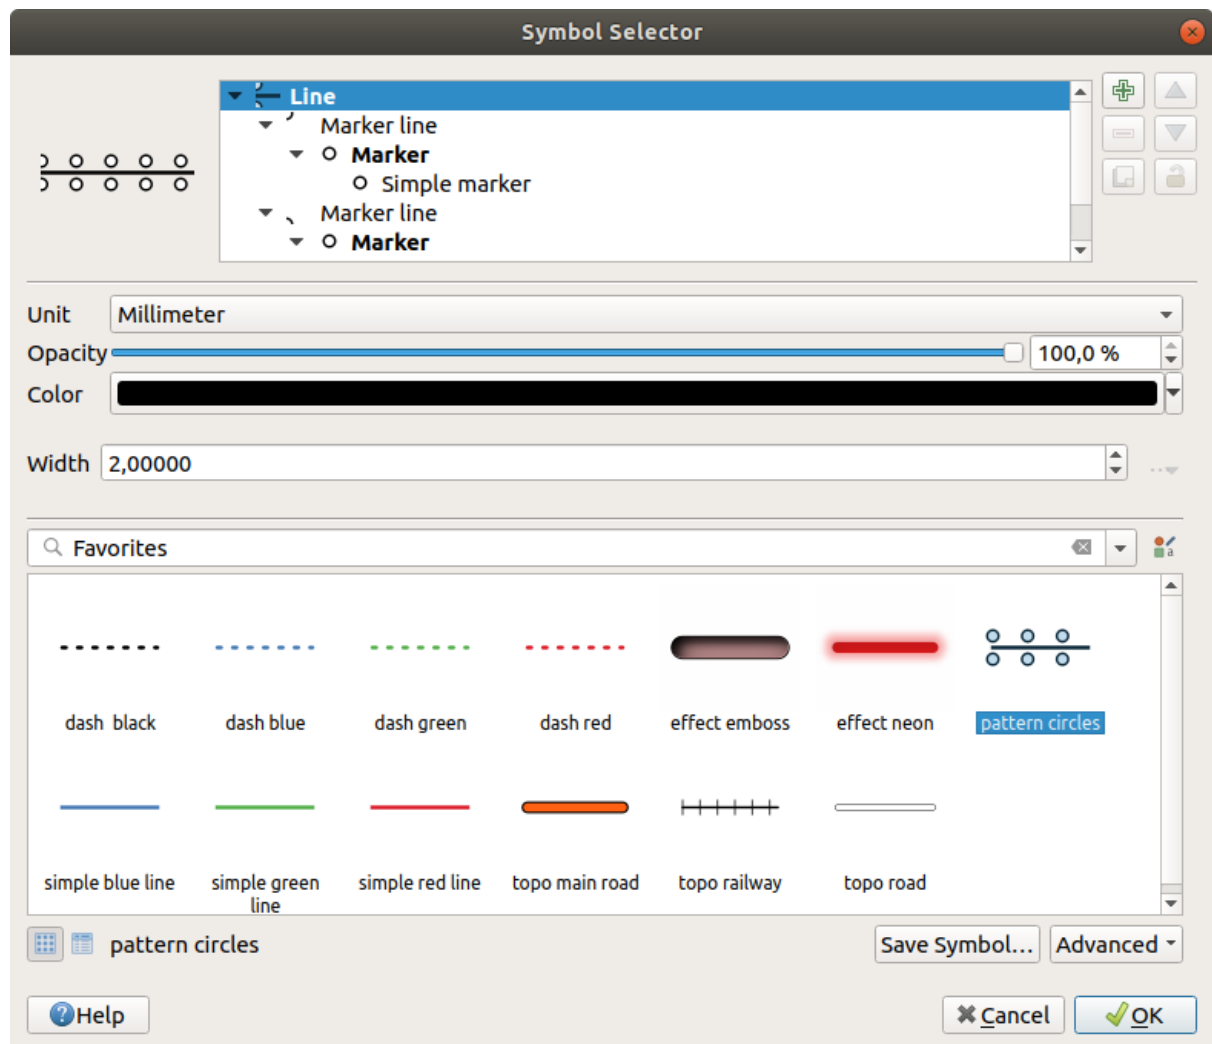 Symbol Selector
Line
Marker line
Marker
Simple marker
Marker line
Marker
Unit Millimeter
Opacity 100,0 %
Color
Width 2,00000
Favorites
a
dash black dash blue dash green dash red effect emboss effect neon pattern circles
simple blue line simple green line simple red line topo main road topo railway topo road
pattern circles Save Symbol... Advanced
?Help Cancel OK